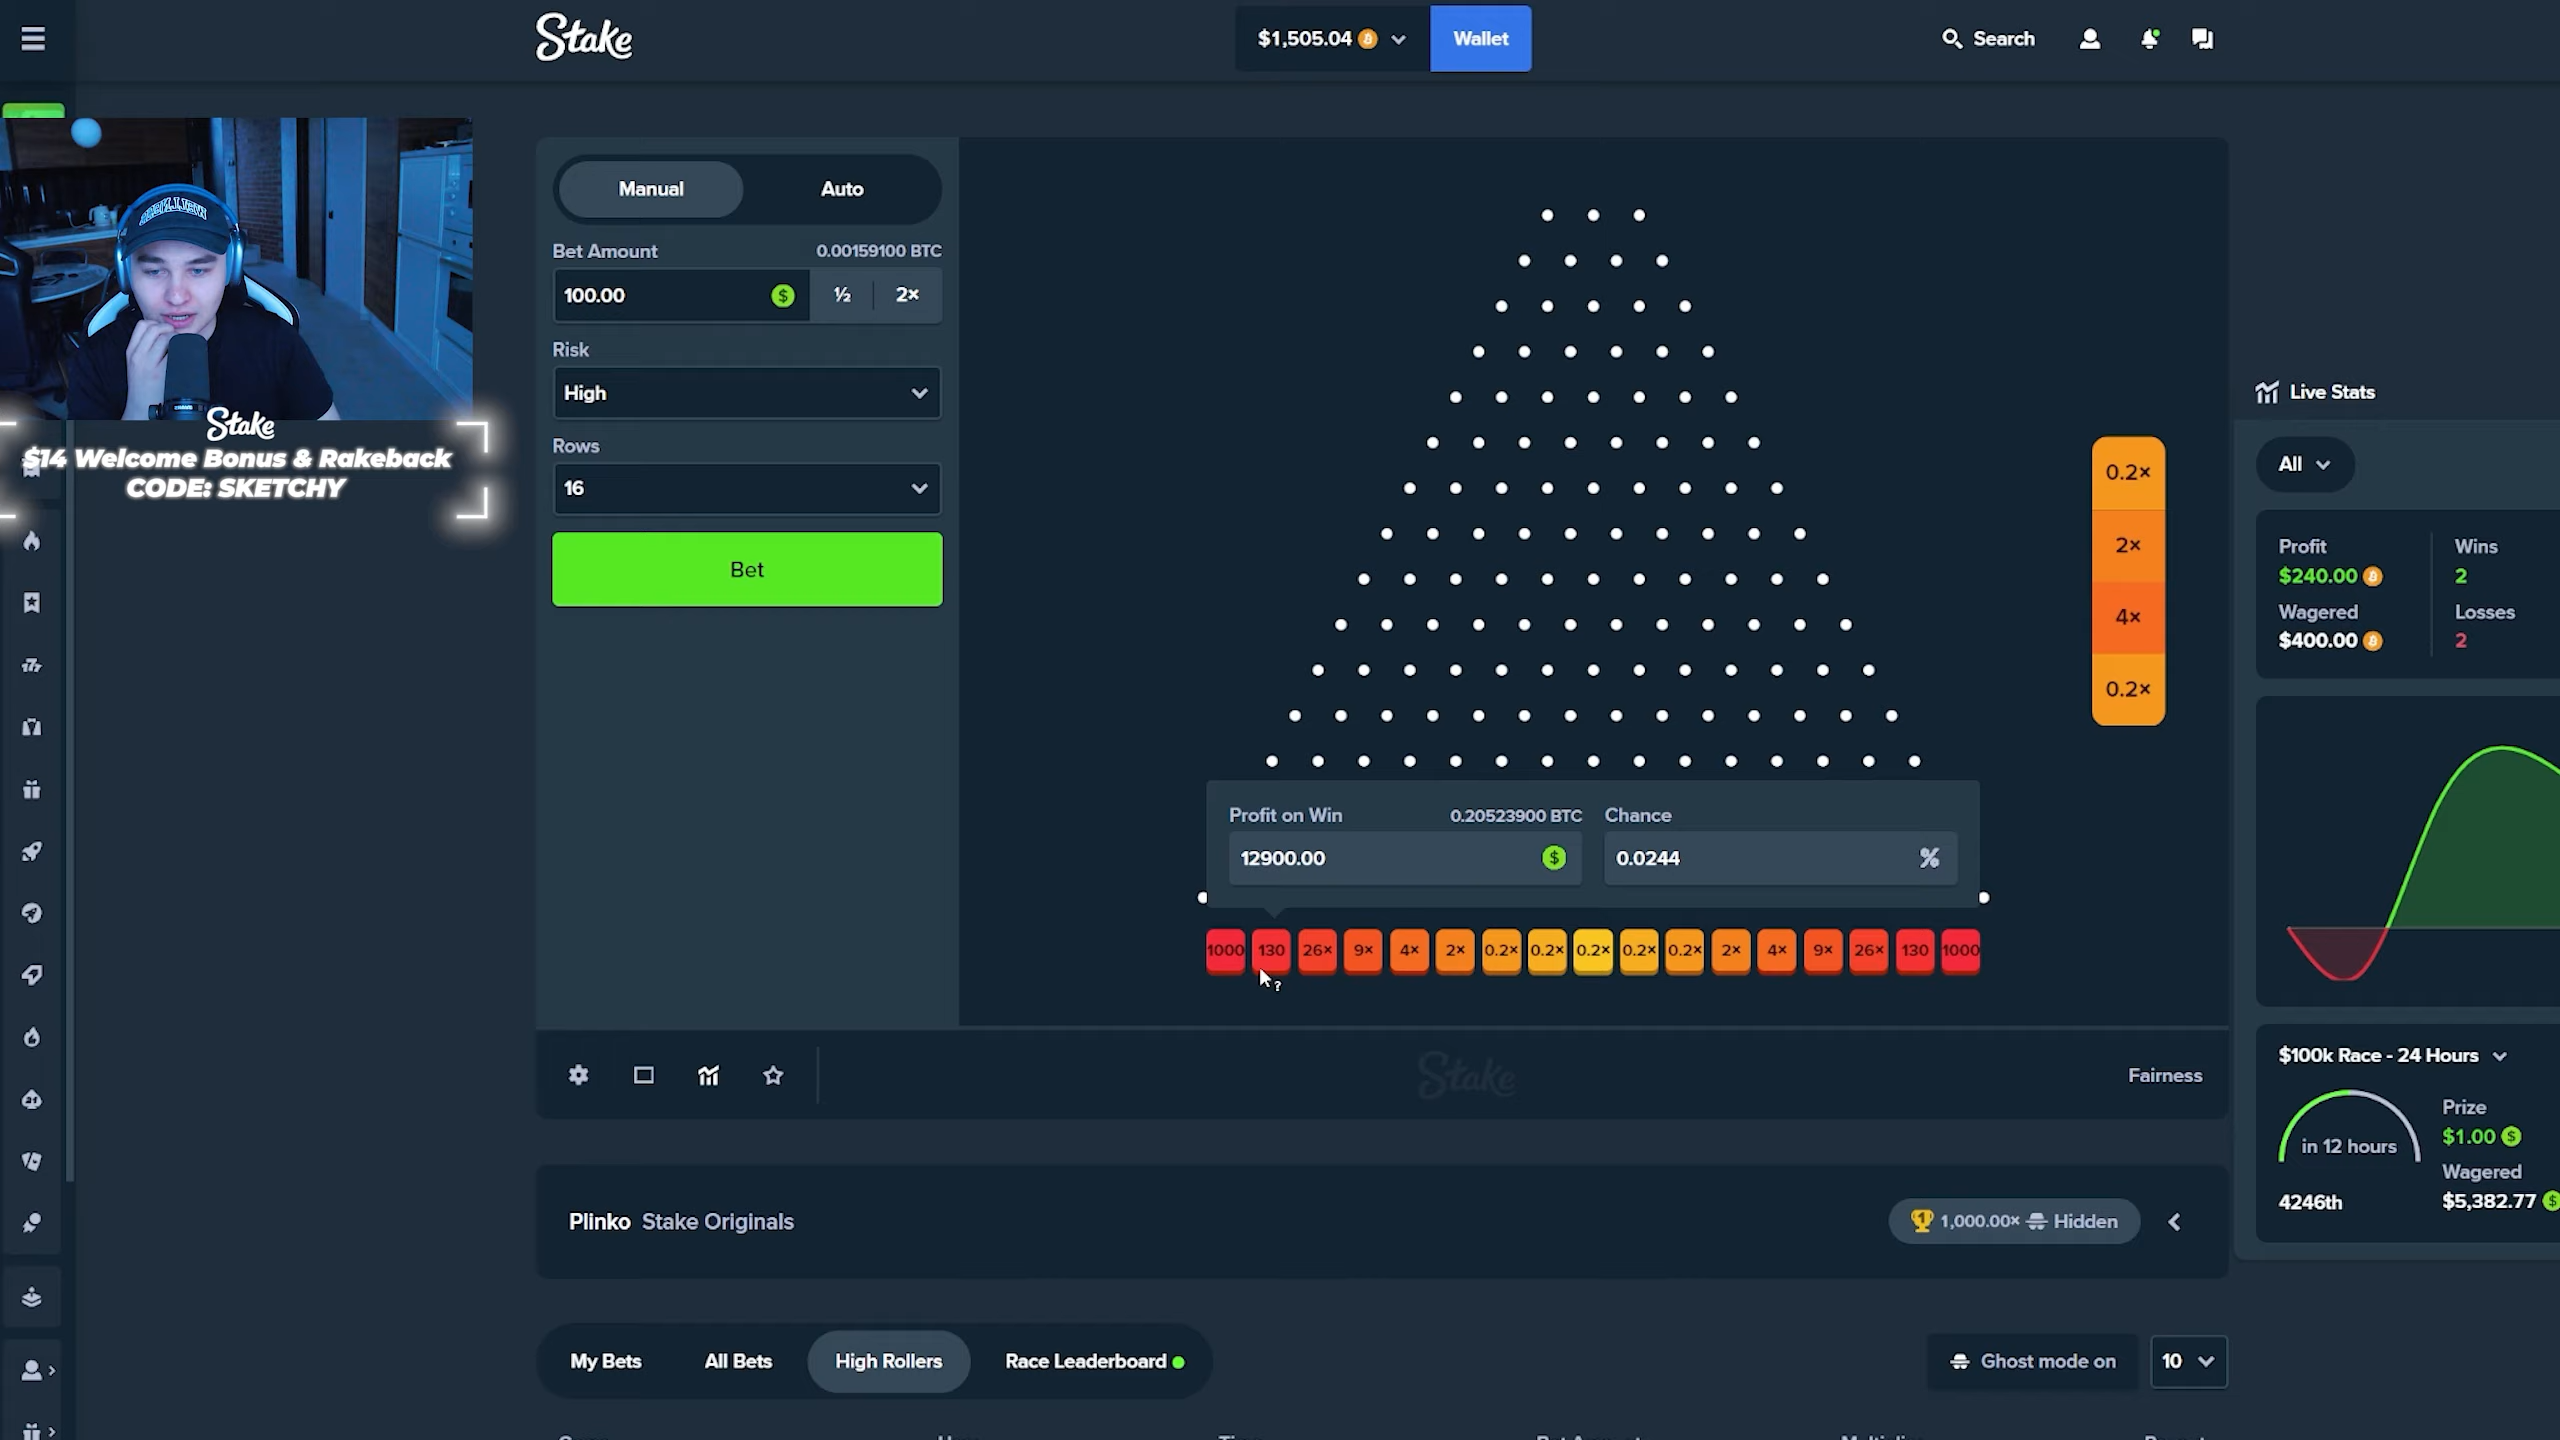 Stake
$1,505.04
Wallet
Search
Manual
Auto
Bet Amount
0.00159100 BTC
100.00
½
2×
Risk
High
Rows
16
Bet
Stake
$14 Welcome Bonus & Rakeback
CODE: SKETCHY
0.2×
2×
4×
0.2×
Profit on Win
0.20523900 BTC
Chance
12900.00
0.0244
%
1000 130 26× 9× 4× 2× 0.2× 0.2× 0.2× 0.2× 0.2× 2× 4× 9× 26× 130 1000
Stake
Fairness
Live Stats
All
Profit
Wins
$240.00
2
Wagered
Losses
$400.00
2
$100k Race - 24 Hours
in 12 hours
Prize
$1.00
Wagered
4246th
$5,382.77
Plinko Stake Originals
1,000.00× Hidden
My Bets
All Bets
High Rollers
Race Leaderboard
Ghost mode on
10